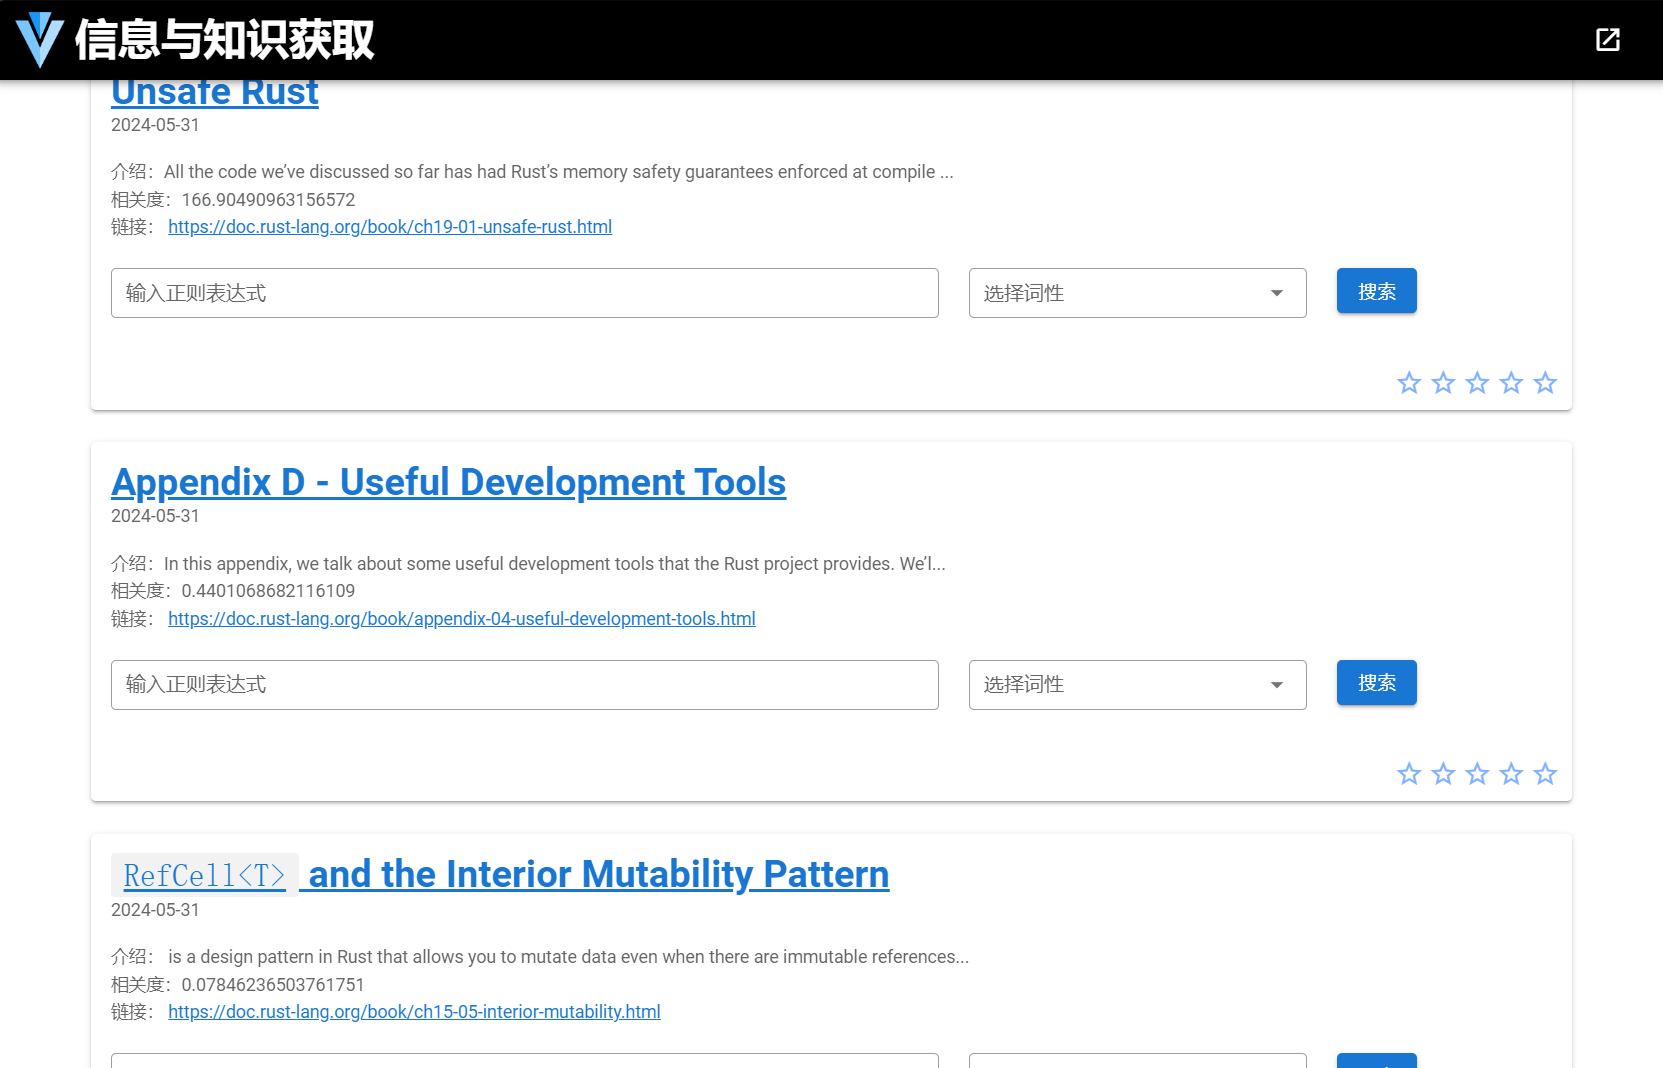 信息与知识获取
Unsafe Rust
2024-05-31
介绍：All the code we’ve discussed so far has had Rust’s memory safety guarantees enforced at compile ...
相关度：166.90490963156572
链接： https://doc.rust-lang.org/book/ch19-01-unsafe-rust.html
输入正则表达式 选择词性 搜索
Appendix D - Useful Development Tools
2024-05-31
介绍：In this appendix, we talk about some useful development tools that the Rust project provides. We’l...
相关度：0.4401068682116109
链接： https://doc.rust-lang.org/book/appendix-04-useful-development-tools.html
输入正则表达式 选择词性 搜索
RefCell<T> and the Interior Mutability Pattern
2024-05-31
介绍： is a design pattern in Rust that allows you to mutate data even when there are immutable references...
相关度：0.07846236503761751
链接： https://doc.rust-lang.org/book/ch15-05-interior-mutability.html